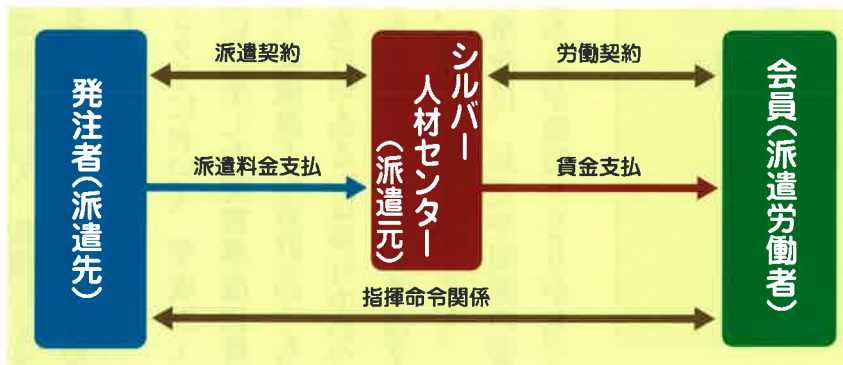 発注者(派遣先)
派遣契約
派遣料金支払
シルバー
人材センター
(派遣元)
労働契約
賃金支払
指揮命令関係
会員(派遣労働者)